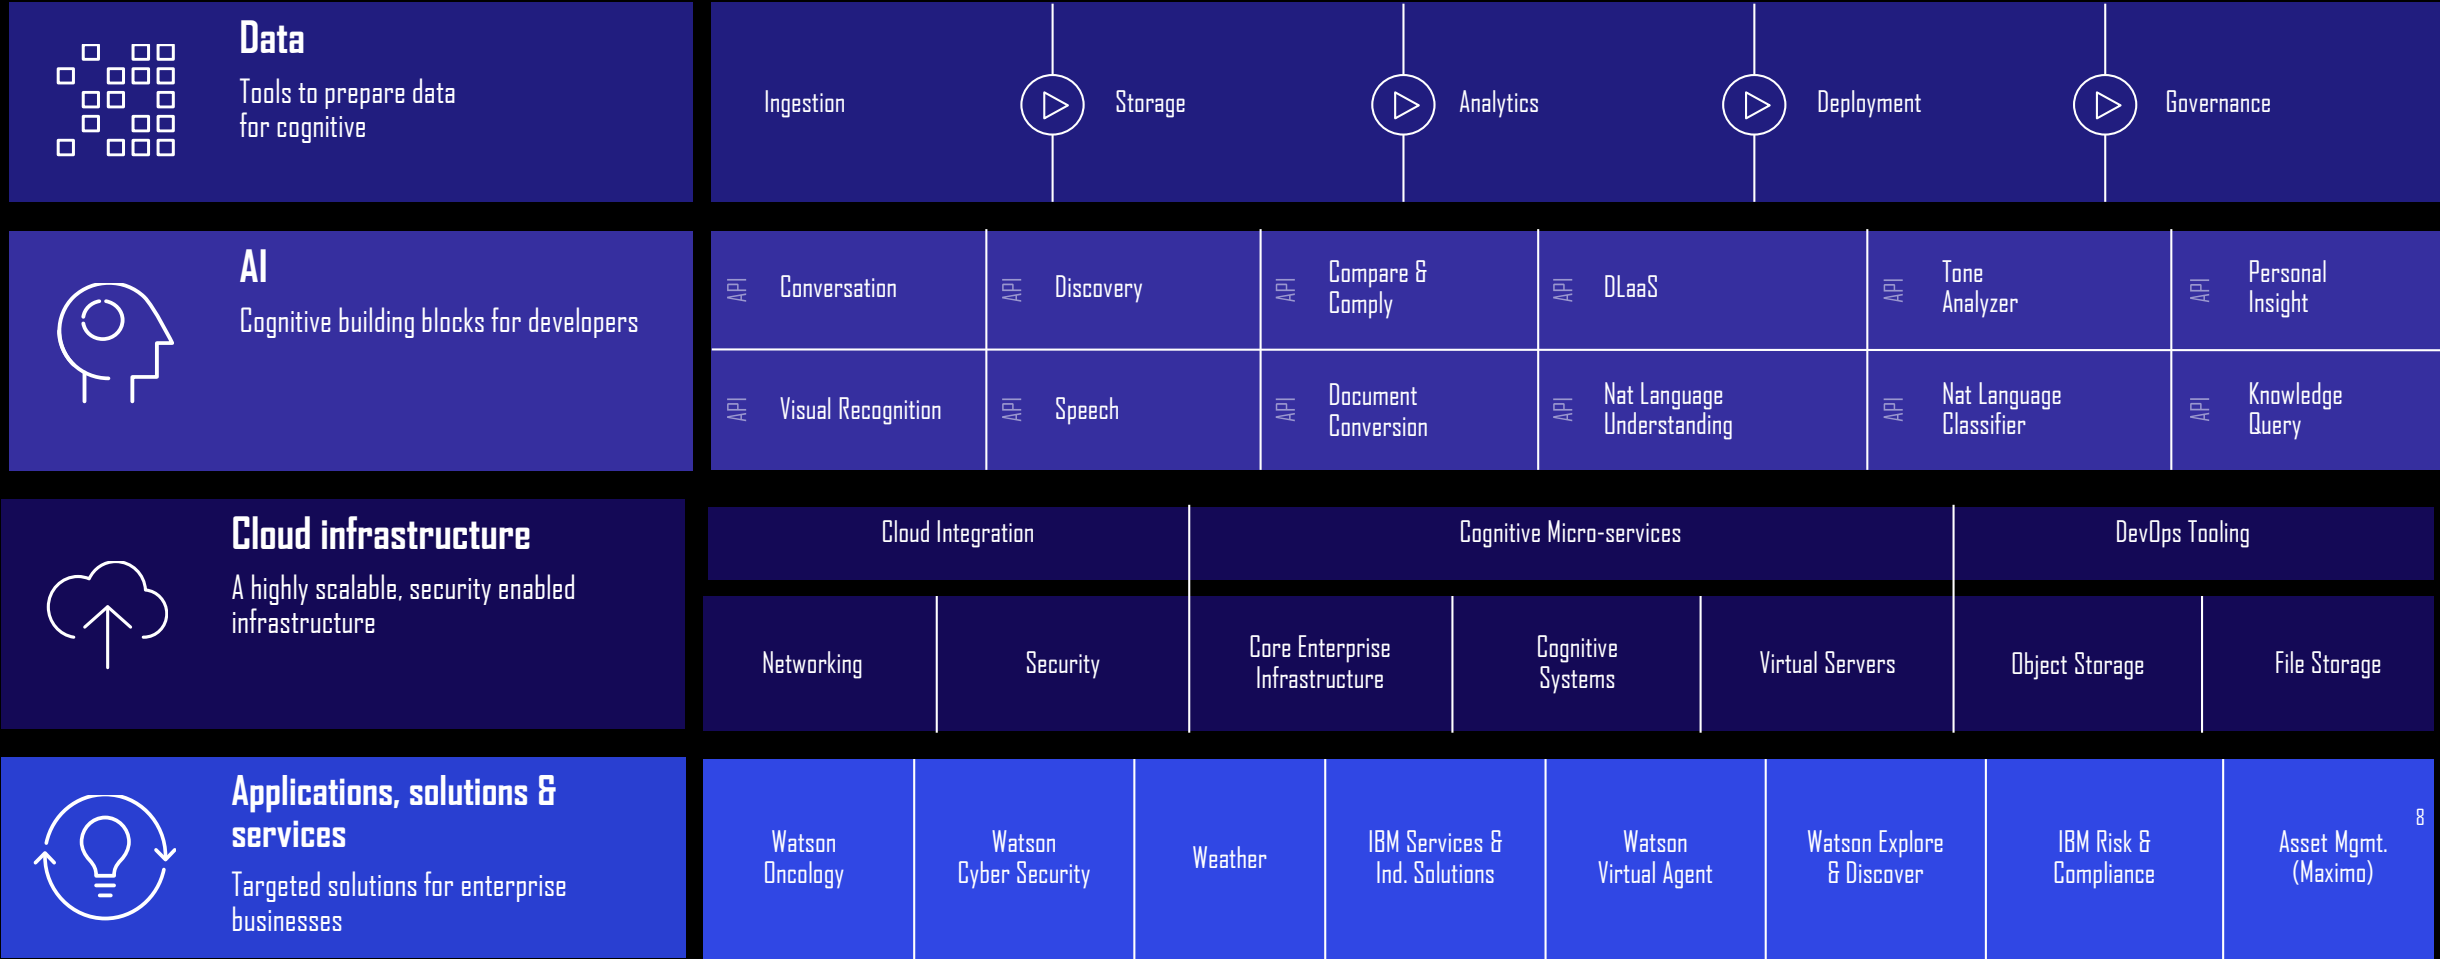 Data
Tools to prepare data
for cognitive
Ingestion
Storage
Analytics
Deployment
Governance
AI
Cognitive building blocks for developers
API
Conversation
API
Discovery
API
Compare &
Comply
API
DLaaS
API
Tone
Analyzer
API
Personal
Insight
API
Visual Recognition
API
Speech
API
Document
Conversion
API
Nat Language
Understanding
API
Nat Language
Classifier
API
Knowledge
Query
Cloud infrastructure
A highly scalable, security enabled
infrastructure
Cloud Integration
Cognitive Micro-services
DevOps Tooling
Networking
Security
Core Enterprise
Infrastructure
Cognitive
Systems
Virtual Servers
Object Storage
File Storage
Applications, solutions &
services
Targeted solutions for enterprise
businesses
Watson
Oncology
Watson
Cyber Security
Weather
IBM Services &
Ind. Solutions
Watson
Virtual Agent
Watson Explore
& Discover
IBM Risk &
Compliance
Asset Mgmt.
(Maximo)
8